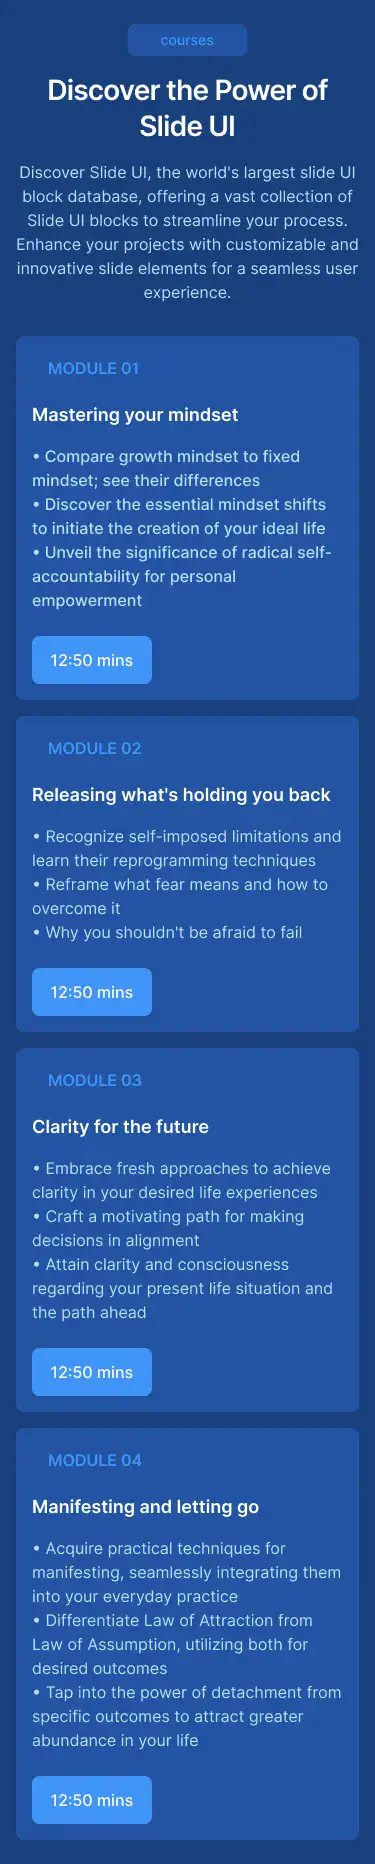 courses
Discover the Power of
Slide UI
Discover Slide UI, the world's largest slide UI
block database, offering a vast collection of
Slide UI blocks to streamline your process.
Enhance your projects with customizable and
innovative slide elements for a seamless user
experience.
MODULE 01
Mastering your mindset
• Compare growth mindset to fixed
mindset; see their differences
• Discover the essential mindset shifts
to initiate the creation of your ideal life
• Unveil the significance of radical self-
accountability for personal
empowerment
12:50 mins
MODULE 02
Releasing what's holding you back
• Recognize self-imposed limitations and
learn their reprogramming techniques
• Reframe what fear means and how to
overcome it
• Why you shouldn't be afraid to fail
12:50 mins
MODULE 03
Clarity for the future
• Embrace fresh approaches to achieve
clarity in your desired life experiences
• Craft a motivating path for making
decisions in alignment
• Attain clarity and consciousness
regarding your present life situation and
the path ahead
12:50 mins
MODULE 04
Manifesting and letting go
• Acquire practical techniques for
manifesting, seamlessly integrating them
into your everyday practice
• Differentiate Law of Attraction from
Law of Assumption, utilizing both for
desired outcomes
• Tap into the power of detachment from
specific outcomes to attract greater
abundance in your life
12:50 mins